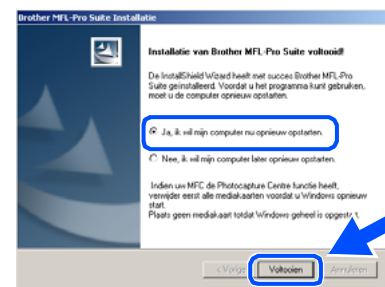 Brother MFL-Pro Suite Installatie
Installatie van Brother MFL-Pro Suite voltooid!
De InstallShield Wizard heeft met succes Brother MFL-Pro
Suite geïnstalleerd. Voordat u het programma kunt gebruiken,
moet u de computer opnieuw opstarten.
Ja, ik wil mijn computer nu opnieuw opstarten.
Nee, ik wil mijn computer later opnieuw opstarten.
Indien uw MFC de Photocapture Centre functie heeft,
verwijder eerst alle mediakaarten voordat u Windows opnieuw
start.
Plaats geen mediakaart totdat Windows geheel is opgestart.
< Vorige
Voltooien
Annuleren